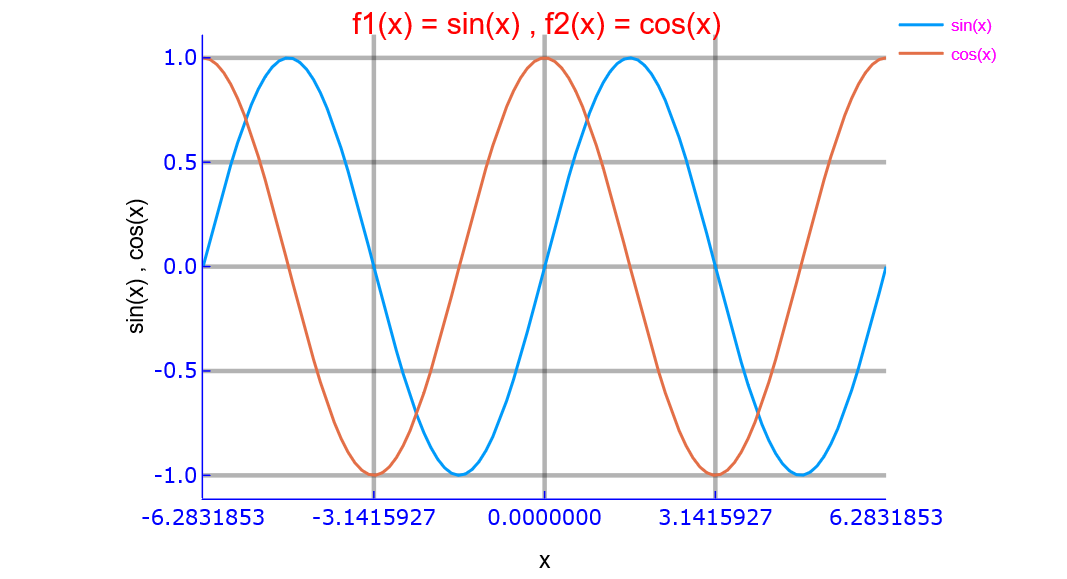 f1(x) = sin(x) , f2(x) = cos(x)
sin(x)
cos(x)
1.0
0.5
0.0
-0.5
-1.0
sin(x) , cos(x)
-6.2831853 -3.1415927 0.0000000 3.1415927 6.2831853
x